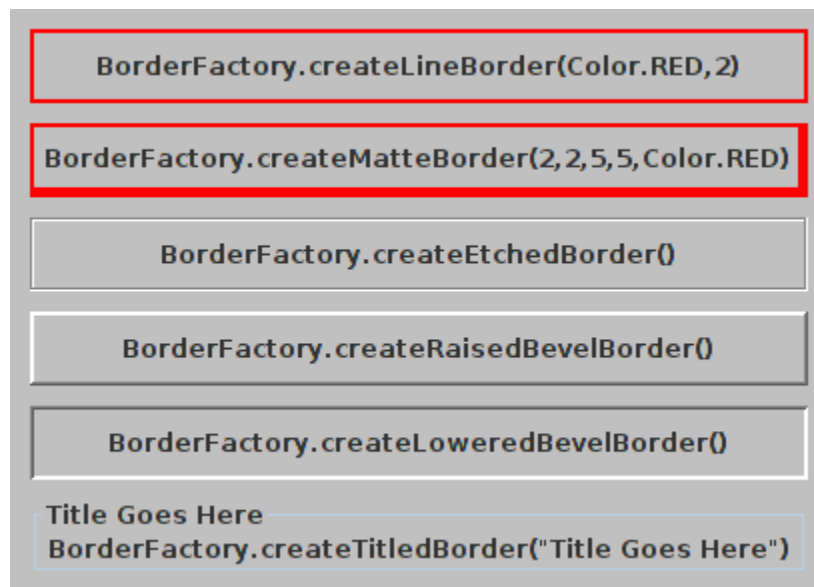 BorderFactory.createLineBorder(Color.RED,2)
BorderFactory.createMatteBorder(2,2,5,5,Color.RED)
BorderFactory.createEtchedBorder()
BorderFactory.createRaisedBevelBorder()
BorderFactory.createLoweredBevelBorder()
Title Goes Here
BorderFactory.createTitledBorder("Title Goes Here")